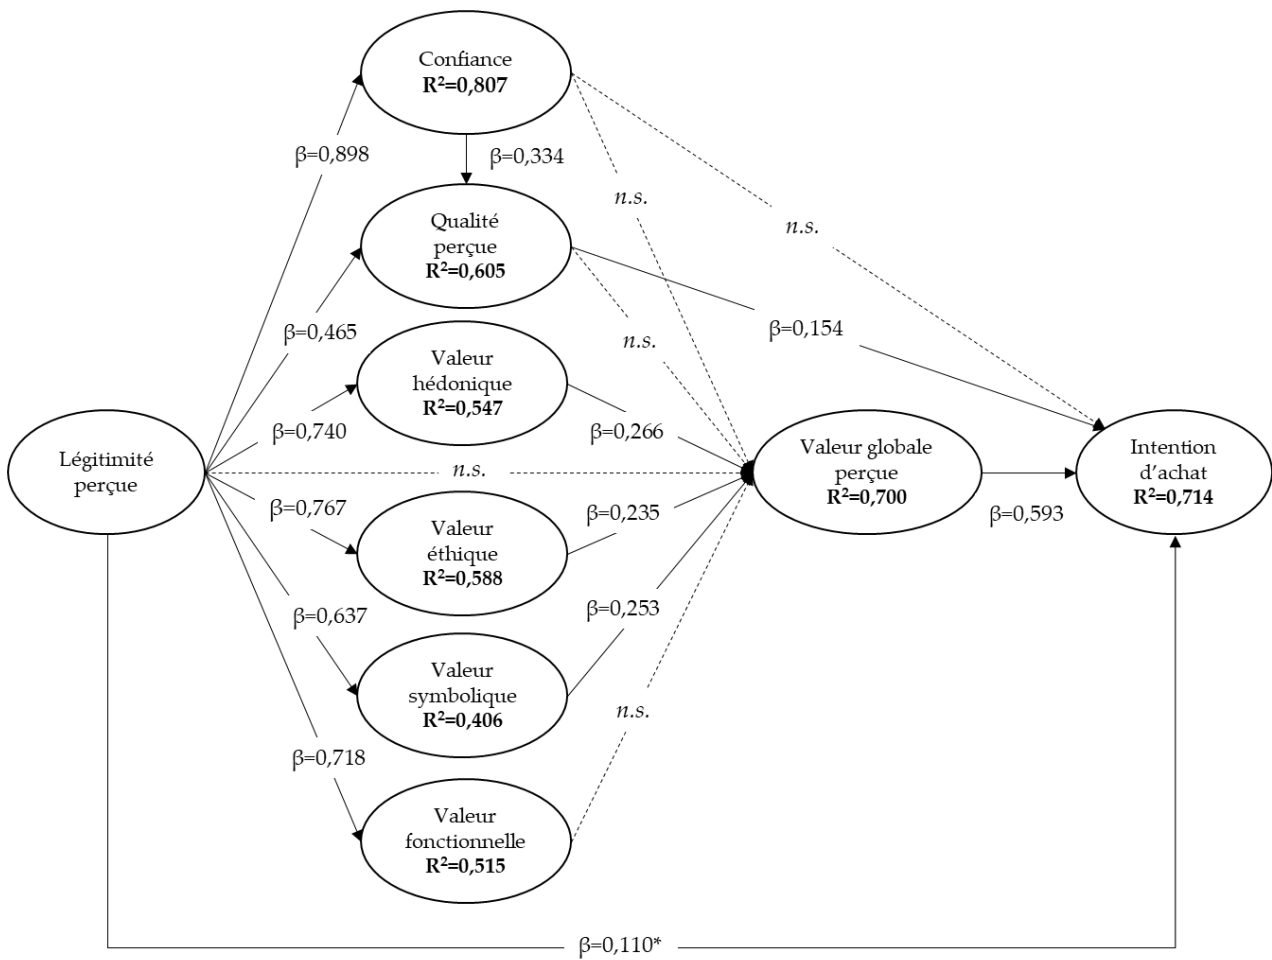 Confiance
R²=0,807
β=0,898
β=0,334
n.s.
n.s.
Qualité
perçue
R²=0,605
β=0,465
n.s.
β=0,154
Valeur
hédonique
R²=0,547
β=0,740
β=0,266
Légitimité
perçue
n.s.
Valeur globale
perçue
R²=0,700
β=0,593
Intention
d'achat
R²=0,714
β=0,767
β=0,235
Valeur
éthique
R²=0,588
β=0,637
β=0,253
Valeur
symbolique
R²=0,406
n.s.
β=0,718
Valeur
fonctionnelle
R²=0,515
β=0,110*